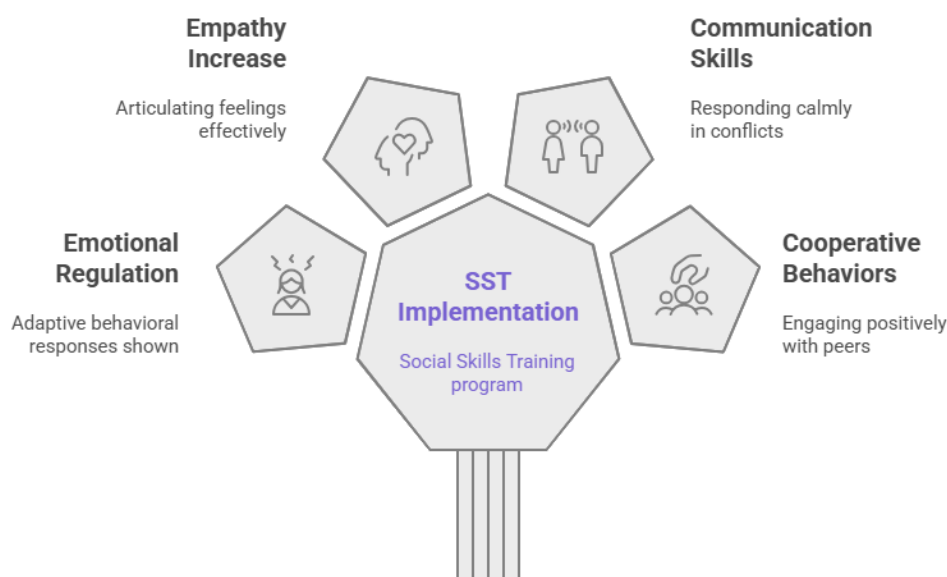 Empathy
Increase
Articulating feelings
effectively
Communication
Skills
Responding calmly
in conflicts
Emotional
Regulation
Adaptive behavioral
responses shown
SST
Implementation
Social Skills Training
program
Cooperative
Behaviors
Engaging positively
with peers